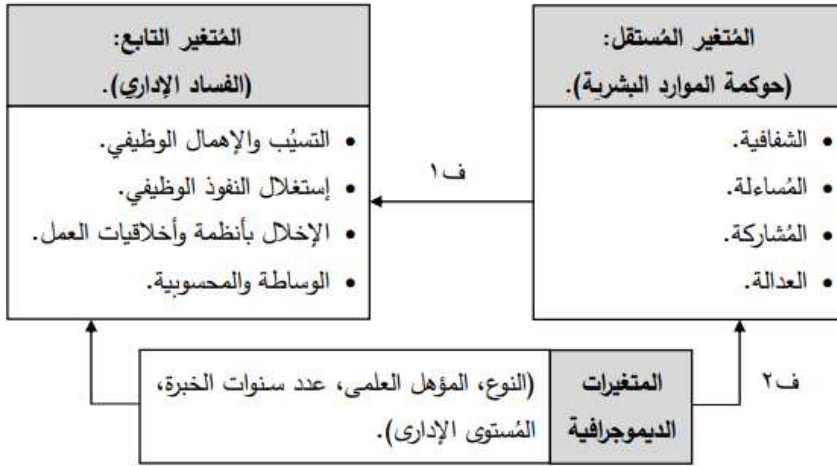 المُتغير المُستقل:
(حوكمة الموارد البشرية).
• الشفافية.
• المُساءلة.
• المُشاركة.
• العدالة.
ف١
المُتغير التابع:
(الفساد الإداري).
• التسيُب والإهمال الوظيفي.
• إستغلال النفوذ الوظيفي.
• الإخلال بأنظمة وأخلاقيات العمل.
• الوساطة والمحسوبية.
ف٢
المتغيرات
الديموجرافية
(النوع، المؤهل العلمى، عدد سنوات الخبرة،
المُستوى الإدارى).